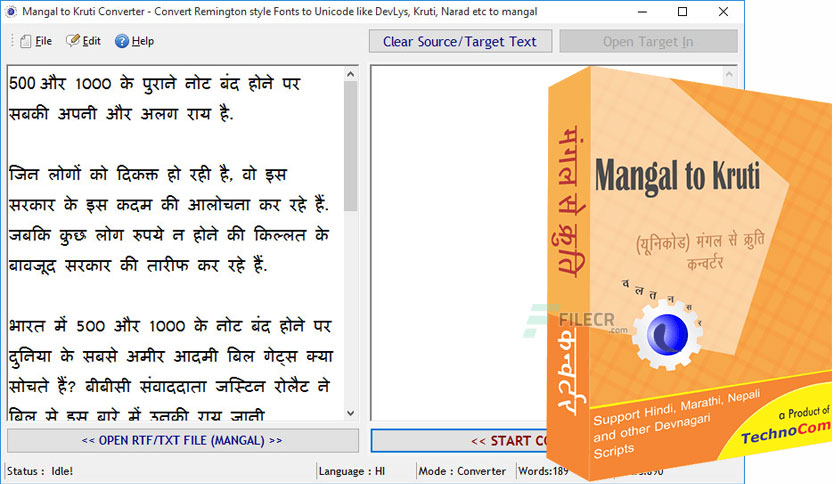 Mangal to Kruti Converter - Convert Remington style Fonts to Unicode like DevLys, Kruti, Narad etc to mangal
File Edit Help
Clear Source/Target Text
Open Target In
500 और 1000 के पुराने नोट बंद होने पर
सबकी अपनी और अलग राय है.
जिन लोगों को दिकक्त हो रही है, वो इस
सरकार के इस कदम की आलोचना कर रहे हैं.
जबकि कुछ लोग रुपये न होने की किल्लत के
बावजूद सरकार की तारीफ कर रहे हैं.
भारत में 500 और 1000 के नोट बंद होने पर
दुनिया के सबसे अमीर आदमी बिल गेट्स क्या
सोचते हैं? बीबीसी संवाददाता जस्टिन रोलैट ने
बिल से इस बारे में उनकी राय जानी
<< OPEN RTF/TXT FILE (MANGAL) >>
<< START CO
Status : Idle!
Language : HI
Mode : Converter
Words:189
मंगल से क्रुति
कन्वर्टर
Mangal to Kruti
(यूनिकोड) मंगल से क्रुति
कन्वर्टर
व ल त न स र
FILECR
.com
Support Hindi, Marathi, Nepali
and other Devnagari
Scripts
a Product of
TechnoCom